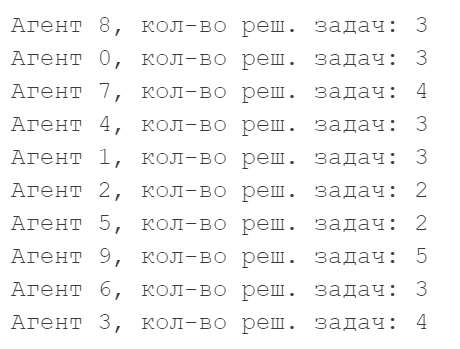 Агент 8, кол-во реш. задач: 3
Агент 0, кол-во реш. задач: 3
Агент 7, кол-во реш. задач: 4
Агент 4, кол-во реш. задач: 3
Агент 1, кол-во реш. задач: 3
Агент 2, кол-во реш. задач: 2
Агент 5, кол-во реш. задач: 2
Агент 9, кол-во реш. задач: 5
Агент 6, кол-во реш. задач: 3
Агент 3, кол-во реш. задач: 4